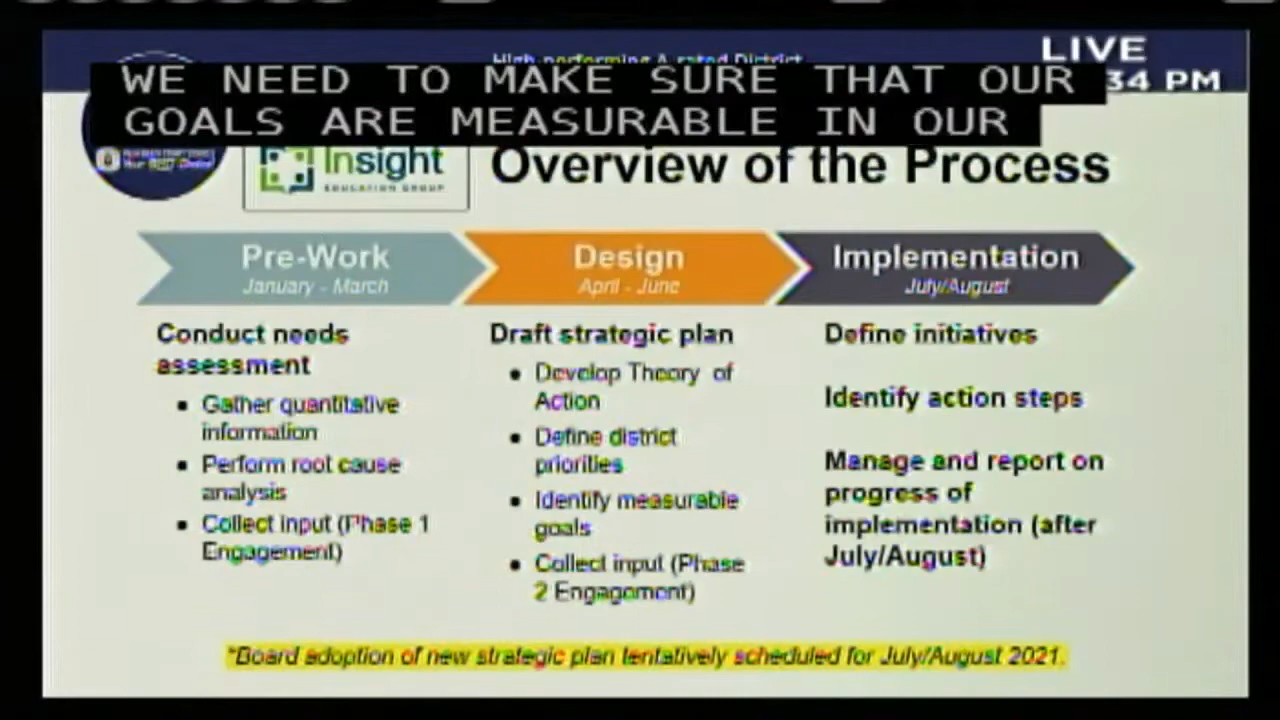 High-performing A-rated District
LIVE
WE NEED TO MAKE SURE THAT OUR
34 PM
GOALS ARE MEASURABLE IN OUR
Insight
EDUCATION GROUP
Overview of the Process
Pre-Work
January - March
Design
April - June
Implementation
July/August
Conduct needs
assessment
• Gather quantitative
information
• Perform root cause
analysis
• Collect input (Phase 1
Engagement)
Draft strategic plan
• Develop Theory of
Action
• Define district
priorities
• Identify measurable
goals
• Collect input (Phase
2 Engagement)
Define initiatives
Identify action steps
Manage and report on
progress of
implementation (after
July/August)
*Board adoption of new strategic plan tentatively scheduled for July/August 2021.